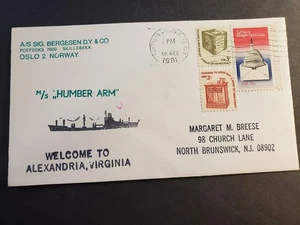 A/S SIG. BERGESEN D.Y. & CO
POSTBOKS 7600 - SKILLEBEKK
OSLO 2. NORWAY.
PM
1981
M/S "HUMBER ARM"
WELCOME TO
ALEXANDRIA, VIRGINIA
MARGARET M. BREESE
98 CHURCH LANE
NORTH BRUNSWICK, N.J. 08902